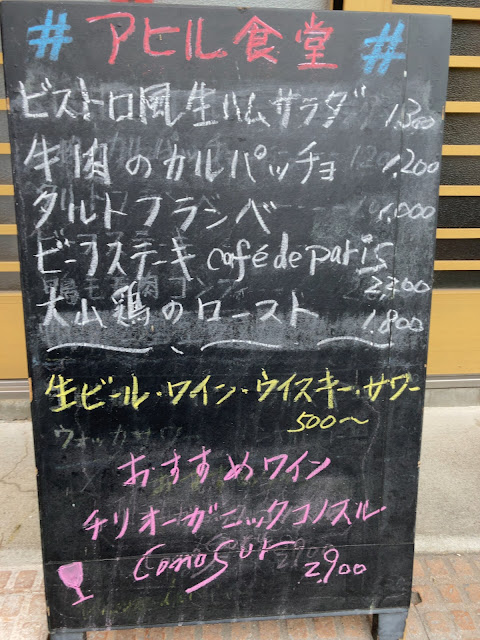 # アヒル食堂 #
ビストロ風生ハムサラダ 1,300
牛肉のカルパッチョ 1,200
タルトフランベ 1,000
ビーフステーキ café de paris
2,300
大山鶏のロースト 1,800
生ビール・ワイン・ウイスキー・サワー
500〜
おすすめワイン
チリオーガニックコノスル
Cono Sur 2900